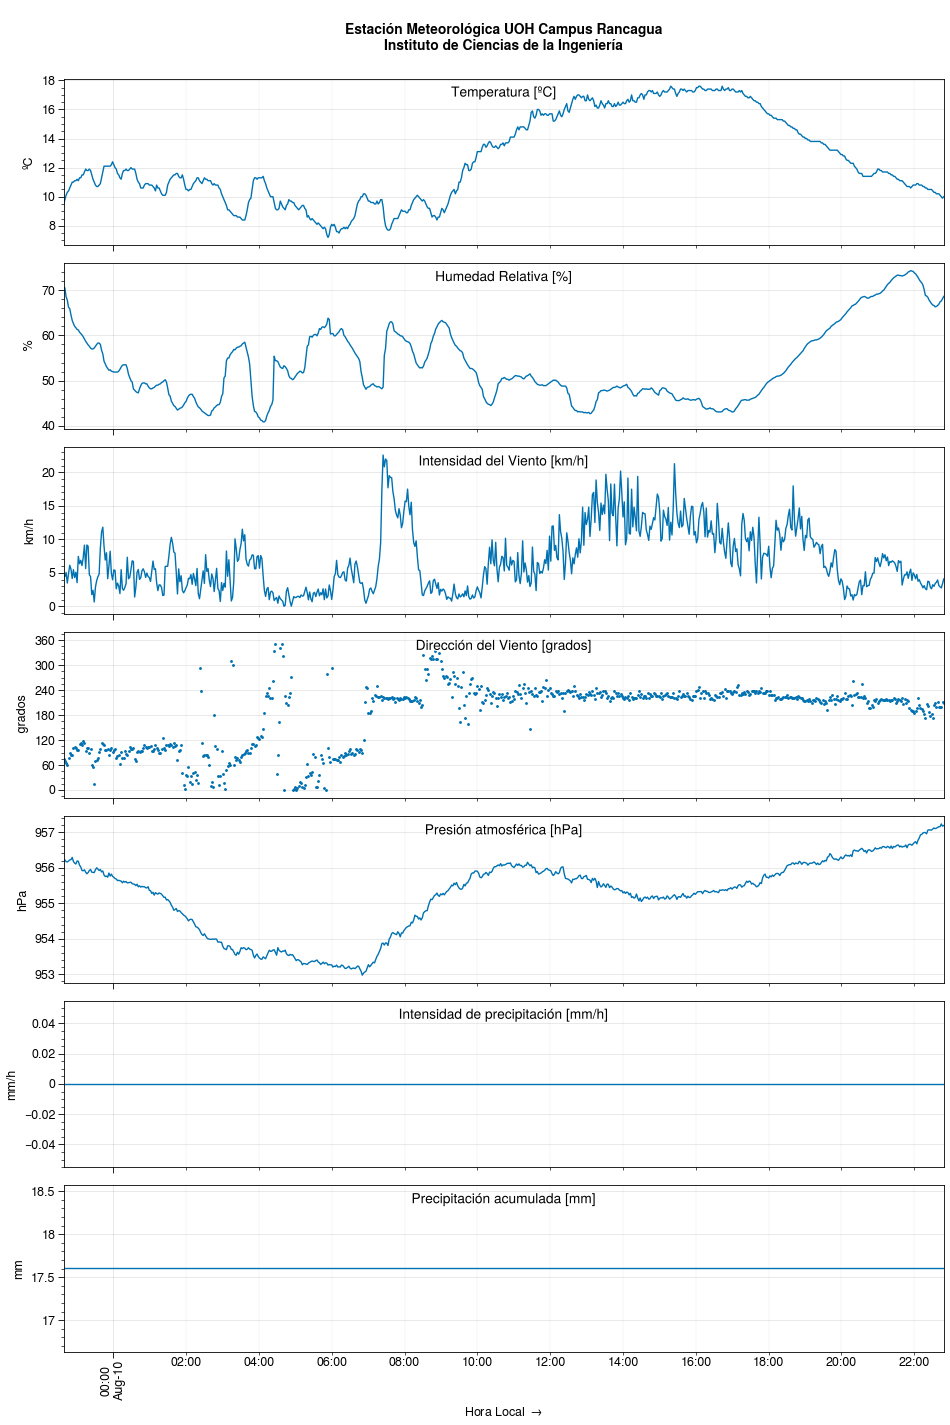 Estación Meteorológica UOH Campus Rancagua
Instituto de Ciencias de la Ingeniería
Temperatura [ºC]
18
16
14
12
10
8
ºC
Humedad Relativa [%]
70
60
50
40
%
Intensidad del Viento [km/h]
20
15
10
5
0
km/h
Dirección del Viento [grados]
360
300
240
180
120
60
0
grados
Presión atmosférica [hPa]
957
956
955
954
953
hPa
Intensidad de precipitación [mm/h]
0.04
0.02
0
−0.02
−0.04
mm/h
Precipitación acumulada [mm]
18.5
18
17.5
17
mm
00:00
Aug-10
02:00 04:00 06:00 08:00 10:00 12:00 14:00 16:00 18:00 20:00 22:00
Hora Local →